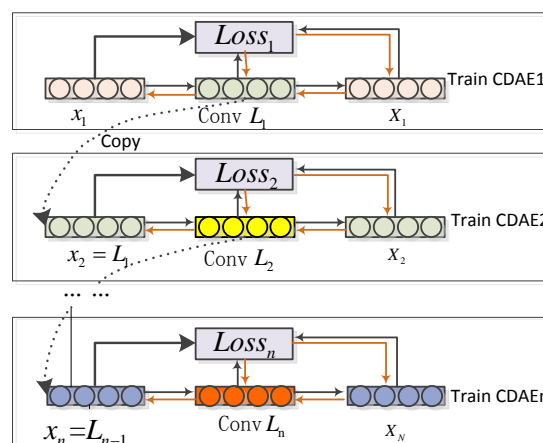 Loss₁
Train CDAE1
x₁ Conv L₁ X₁
Copy
Loss₂
Train CDAE2
x₂ = L₁ Conv L₂ X₂
... ...
Lossₙ
Train CDAEn
xₙ = Lₙ₋₁ Conv Lₙ X_N